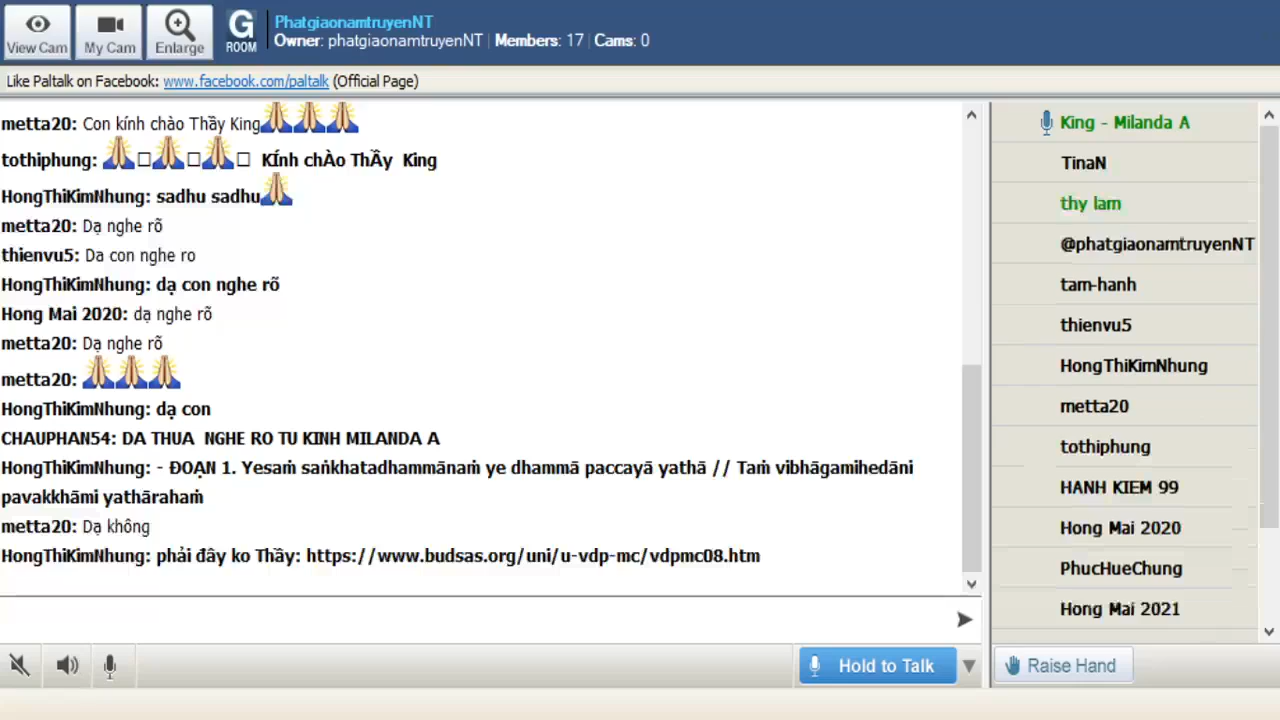 View Cam
My Cam
Enlarge
G
ROOM
PhatgiaonamtruyenNT
Owner: phatgiaonamtruyenNT | Members: 17 | Cams: 0
Like Paltalk on Facebook: www.facebook.com/paltalk (Official Page)
metta20: Con kính chào Thầy King
tothiphung: KÍnh chÀo ThẦy King
HongThiKimNhung: sadhu sadhu
metta20: Dạ nghe rõ
thienvu5: Da con nghe ro
HongThiKimNhung: dạ con nghe rõ
Hong Mai 2020: dạ nghe rõ
metta20: Dạ nghe rõ
metta20:
HongThiKimNhung: dạ con
CHAUPHAN54: DA THUA NGHE RO TU KINH MILANDA A
HongThiKimNhung: - ĐOẠN 1. Yesaṁ saṅkhatadhammānaṁ ye dhammā paccayā yathā // Taṁ vibhāgamihedāni
pavakkhāmi yathārahaṁ
metta20: Dạ không
HongThiKimNhung: phải đây ko Thầy: https://www.budsas.org/uni/u-vdp-mc/vdpmc08.htm
King - Milanda A
TinaN
thy lam
@phatgiaonamtruyenNT
tam-hanh
thienvu5
HongThiKimNhung
metta20
tothiphung
HANH KIEM 99
Hong Mai 2020
PhucHueChung
Hong Mai 2021
Hold to Talk
Raise Hand